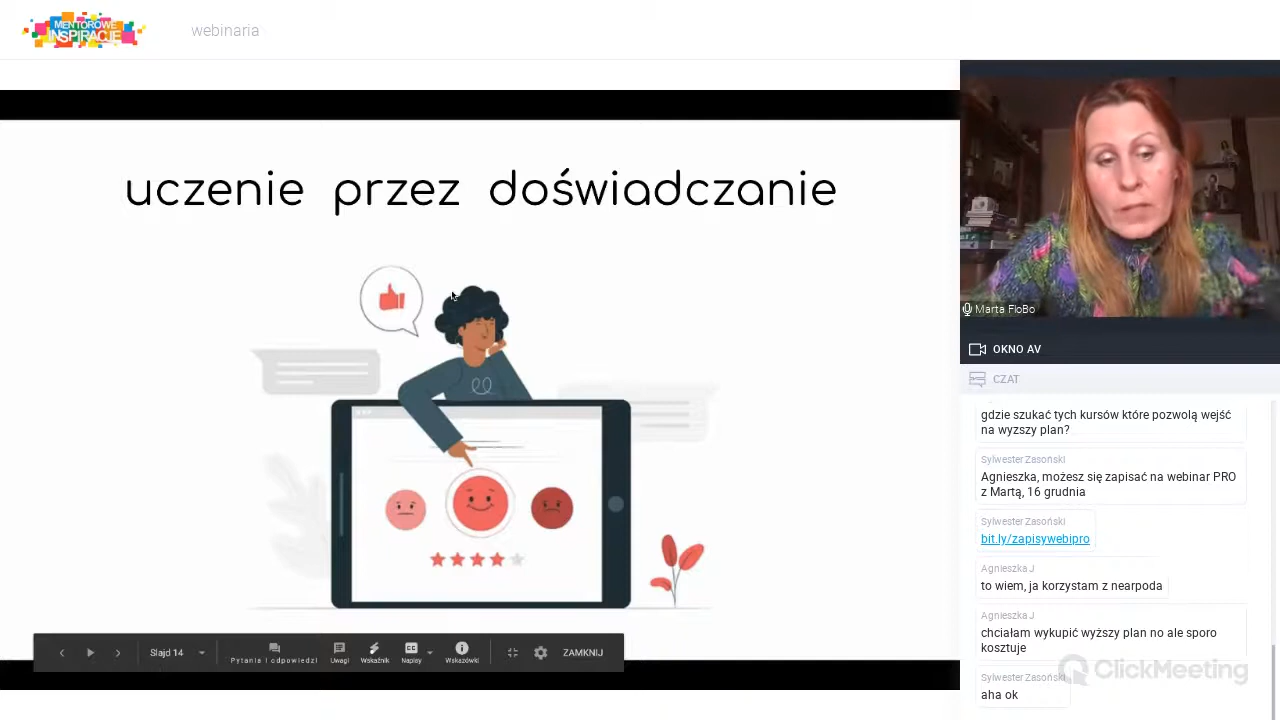 MENTOROWE
INSPIRACJE
webinaria
uczenie przez doświadczanie
Slajd 14
Pytania i odpowiedzi
Uwagi
Wskaźnik
Napisy
Wskazówki
ZAMKNIJ
Marta FloBo
OKNO AV
CZAT
gdzie szukać tych kursów które pozwolą wejść
na wyzszy plan?
Sylwester Zasoński
Agnieszka, możesz się zapisać na webinar PRO
z Martą, 16 grudnia
Sylwester Zasoński
bit.ly/zapisywebipro
Agnieszka J
to wiem, ja korzystam z nearpoda
Agnieszka J
chciałam wykupić wyższy plan no ale sporo
kosztuje
Sylwester Zasoński
aha ok
ClickMeeting